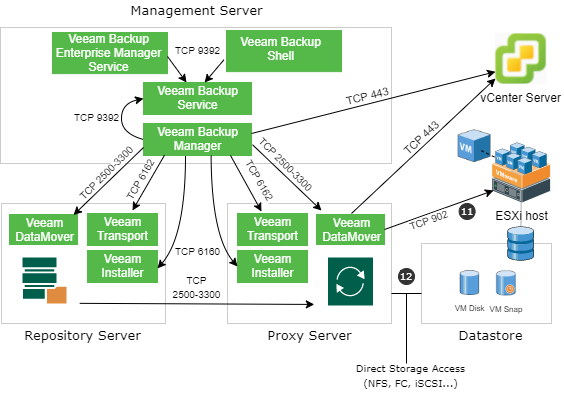 Management Server
Veeam Backup
Enterprise Manager
Service
TCP 9392
Veeam Backup
Shell
Veeam Backup
Service
TCP 9392
Veeam Backup
Manager
TCP 443
vCenter Server
TCP 443
TCP 2500-3300
TCP 6162
TCP 6162
TCP 2500-3300
VM
VM
VM
VM
VM
VMware
ESXi host
TCP 902
11
Veeam
DataMover
Veeam
Transport
Veeam
Installer
TCP 6160
Veeam
Transport
Veeam
Installer
Veeam
DataMover
TCP
2500-3300
12
VM Disk
VM Snap
Repository Server
Proxy Server
Datastore
Direct Storage Access
(NFS, FC, iSCSI...)